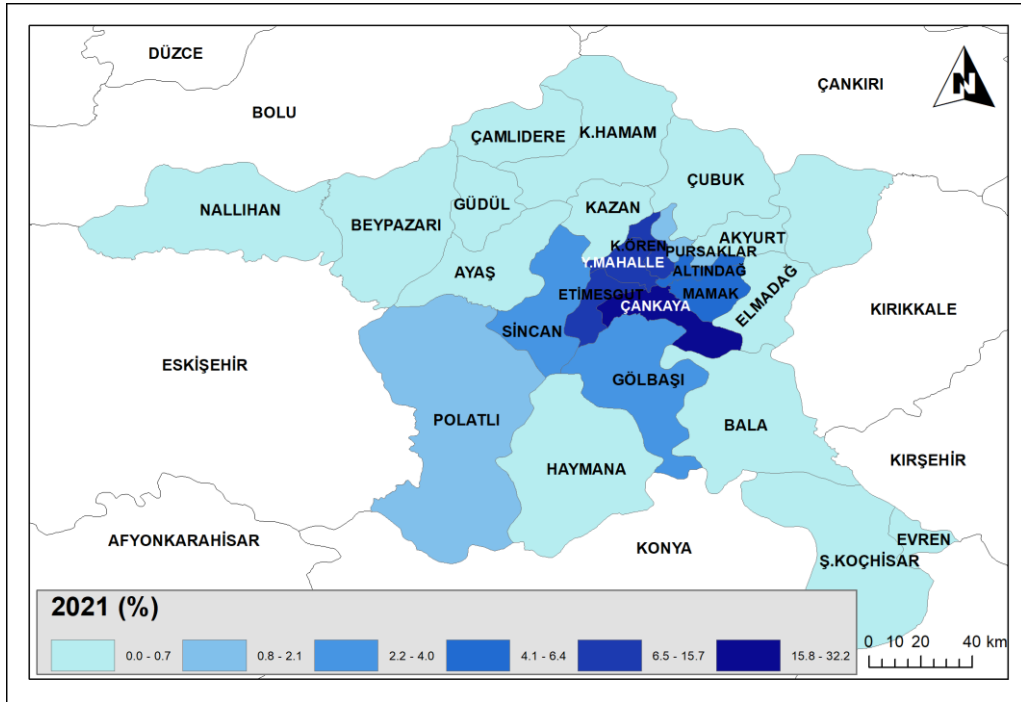 DÜZCE
BOLU
ÇANKIRI
N
ÇAMLIDERE
K.HAMAM
ÇUBUK
NALLIHAN
BEYPAZARI
GÜDÜL
KAZAN
AKYURT
K.ÖREN
PURSAKLAR
Y.MAHALLE
AYAŞ
ALTINDAĞ
ETİMESGUT
MAMAK
ELMADAĞ
ÇANKAYA
KIRIKKALE
SİNCAN
ESKİŞEHİR
GÖLBAŞI
POLATLI
BALA
HAYMANA
KIRŞEHİR
AFYONKARAHİSAR
KONYA
EVREN
Ş.KOÇHİSAR
2021 (%)
0.0 - 0.7
0.8 - 2.1
2.2 - 4.0
4.1 - 6.4
6.5 - 15.7
15.8 - 32.2
0 10 20 40 km